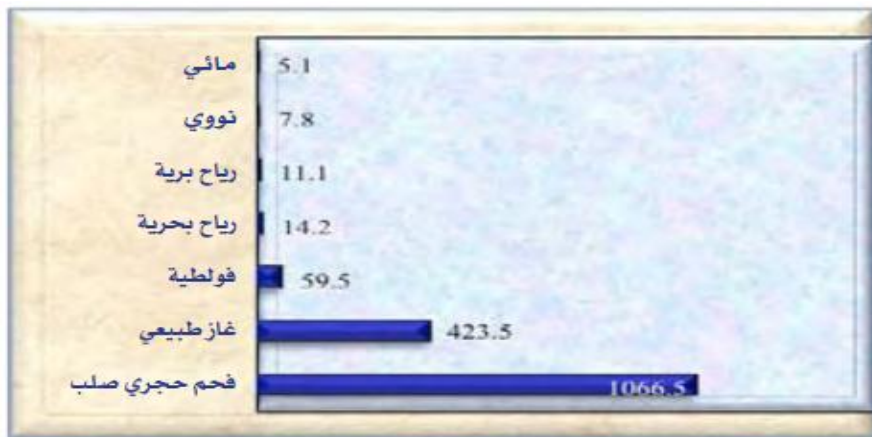 مائي 5.1
نووي 7.8
رياح برية 11.1
رياح بحرية 14.2
فولطية 59.5
غاز طبيعي 423.5
فحم حجري صلب 1066.5